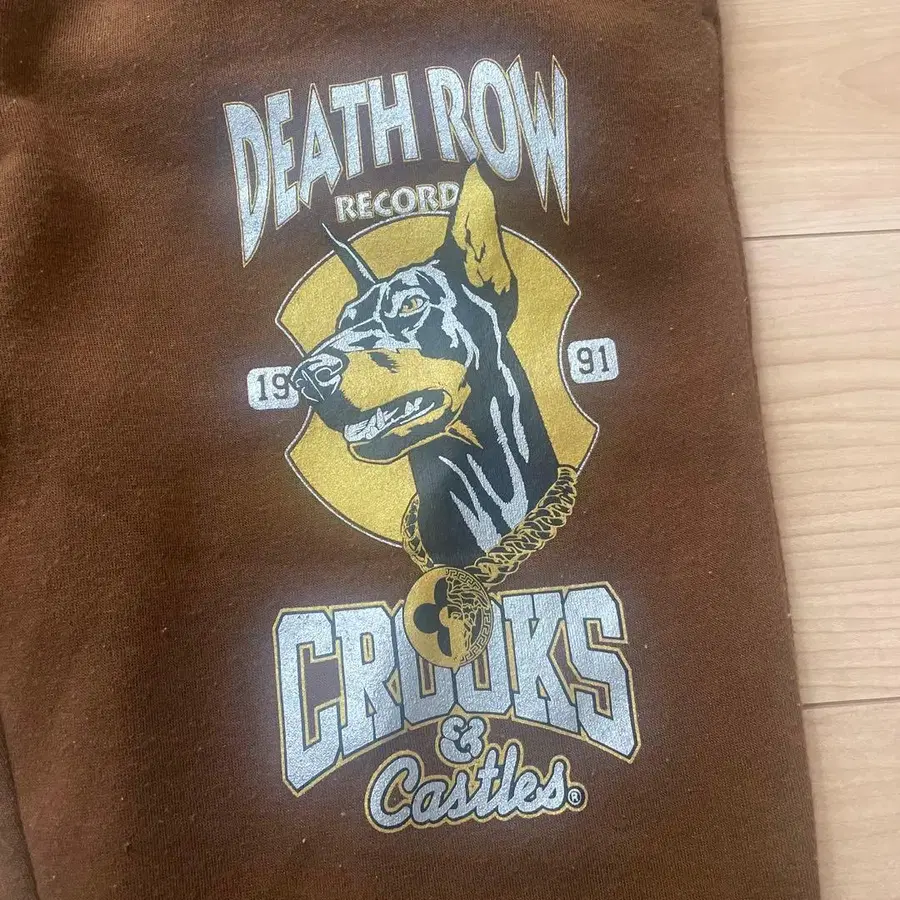 DEATH ROW
RECORD
19 91
CROOKS
&
Castles®